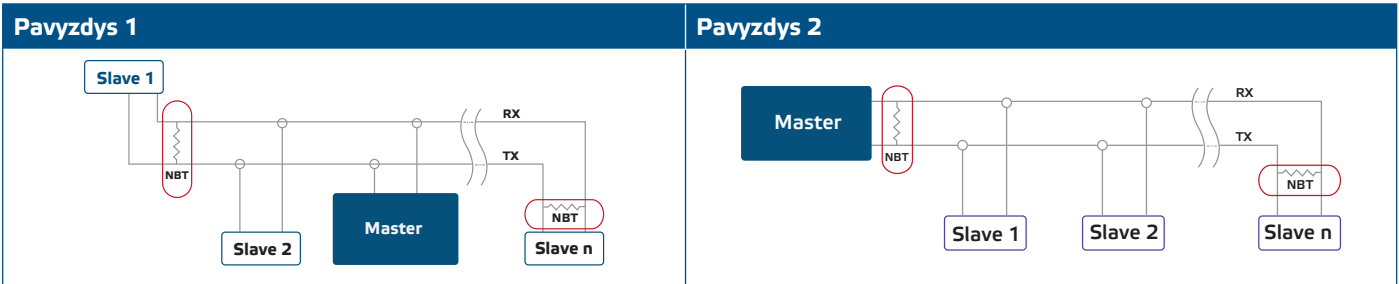 Pavyzdys 1
Slave 1
RX
TX
NBT
NBT
Master
Slave 2
Slave n
Pavyzdys 2
RX
Master
TX
NBT
NBT
Slave 1
Slave 2
Slave n